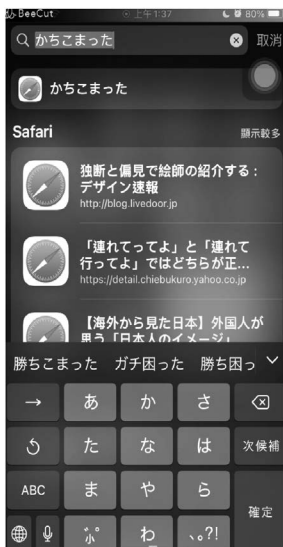 BeeCut
上午1:37
80%
かちこまった
取消
かちこまった
Safari
顯示較多
独断と偏見で絵師の紹介する :
デザイン速報
http://blog.livedoor.jp
「連れてってよ」と「連れて
行ってよ」ではどちらが正...
https://detail.chiebukuro.yahoo.co.jp
【海外から見た日本】外国人が
思う「日本人のイメージ」
勝ちこまった ガチ困った 勝ち困っ
→ あ か さ
た な は 次候補
ABC ま や ら
確定
小 わ 、。?!